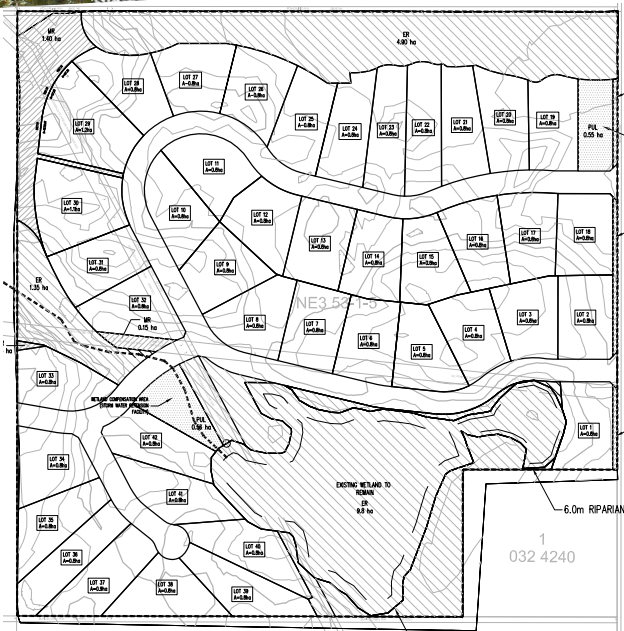 MR
1.40 ha
ER
4.90 ha
LOT 28
A=0.8ha
LOT 27
A=0.8ha
LOT 26
A=0.8ha
LOT 25
A=0.8ha
LOT 24
A=0.8ha
LOT 23
A=0.8ha
LOT 22
A=0.8ha
LOT 21
A=0.8ha
LOT 20
A=0.8ha
LOT 19
A=0.8ha
PUL
0.55 ha
LOT 29
A=1.2ha
LOT 11
A=0.8ha
LOT 30
A=1.1ha
LOT 10
A=0.8ha
LOT 12
A=0.8ha
LOT 13
A=0.8ha
LOT 14
A=0.8ha
LOT 15
A=0.8ha
LOT 16
A=0.8ha
LOT 17
A=0.8ha
LOT 18
A=0.8ha
LOT 31
A=0.8ha
LOT 9
A=0.8ha
ER
1.35 ha
LOT 32
A=0.8ha
MR
0.15 ha
NE3 53-1-5
LOT 8
A=0.8ha
LOT 7
A=0.8ha
LOT 6
A=0.8ha
LOT 5
A=0.8ha
LOT 4
A=0.8ha
LOT 3
A=0.8ha
LOT 2
A=0.8ha
ha
LOT 33
A=0.8ha
WETLAND COMPENSATION AREA
(STORM WATER RETENSION
FACILITY)
PUL
0.56 ha
LOT 1
A=0.8ha
LOT 42
A=0.8ha
LOT 34
A=0.8ha
LOT 41
A=0.8ha
EXISTING WETLAND TO
REMAIN
ER
9.8 ha
6.0m RIPARIAN
LOT 35
A=0.8ha
LOT 40
A=0.8ha
1
032 4240
LOT 36
A=0.8ha
LOT 37
A=0.9ha
LOT 38
A=0.8ha
LOT 39
A=0.8ha